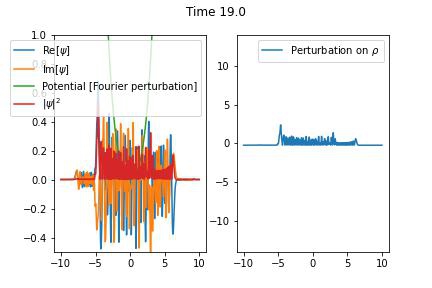 Time 19.0
1.0
0.8
0.6
0.4
0.2
0.0
−0.2
−0.4
Re[ψ]
Im[ψ]
Potential [Fourier perturbation]
|ψ|²
−10 −5 0 5 10
10
5
0
−5
−10
Perturbation on ρ
−10 −5 0 5 10